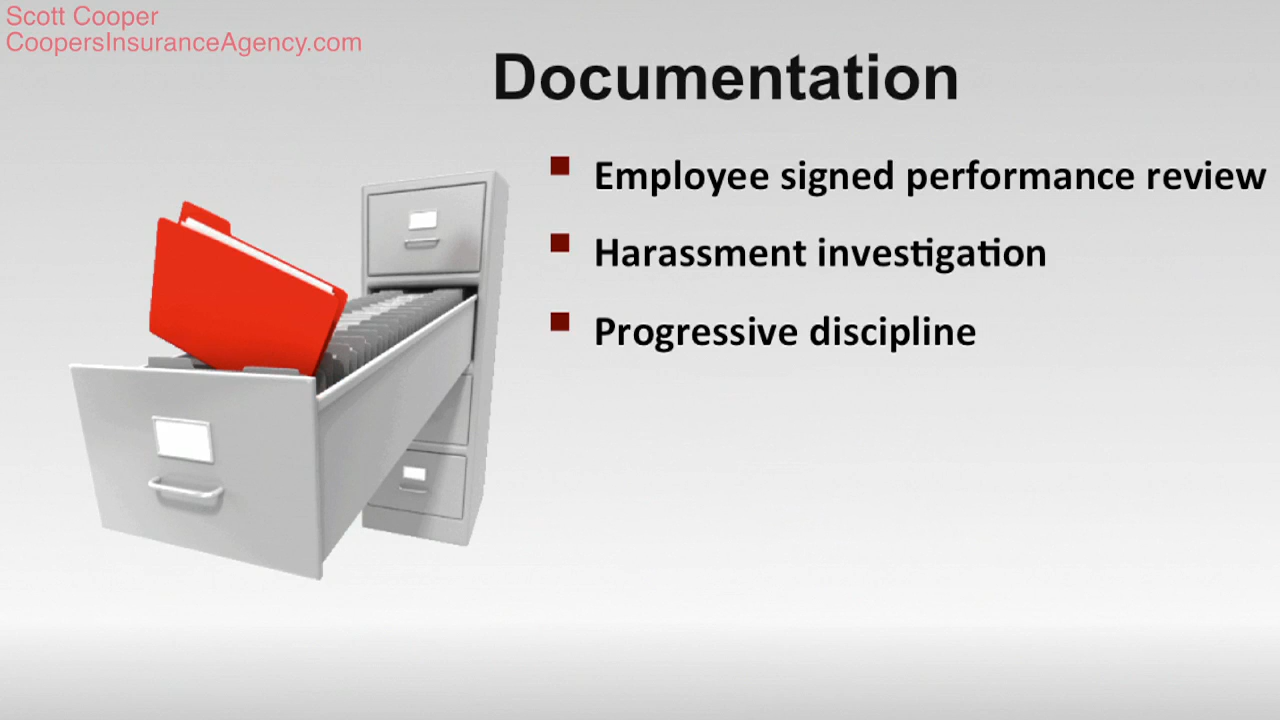 Scott Cooper
CoopersInsuranceAgency.com
Documentation
Employee signed performance review
Harassment investigation
Progressive discipline